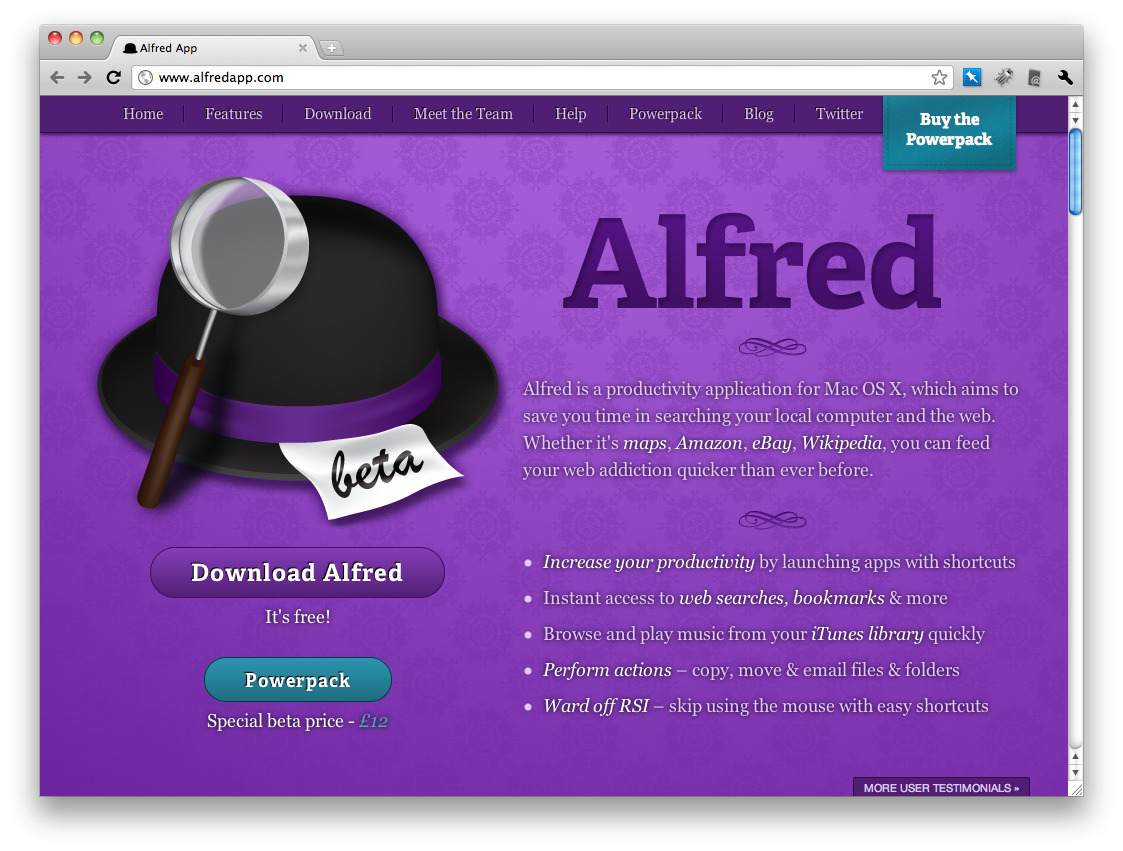 Alfred App
www.alfredapp.com
Home
Features
Download
Meet the Team
Help
Powerpack
Blog
Twitter
Buy the
Powerpack
beta
Download Alfred
It's free!
Powerpack
Special beta price - £12
Alfred
Alfred is a productivity application for Mac OS X, which aims to
save you time in searching your local computer and the web.
Whether it's maps, Amazon, eBay, Wikipedia, you can feed
your web addiction quicker than ever before.
Increase your productivity by launching apps with shortcuts
Instant access to web searches, bookmarks & more
Browse and play music from your iTunes library quickly
Perform actions – copy, move & email files & folders
Ward off RSI – skip using the mouse with easy shortcuts
MORE USER TESTIMONIALS »